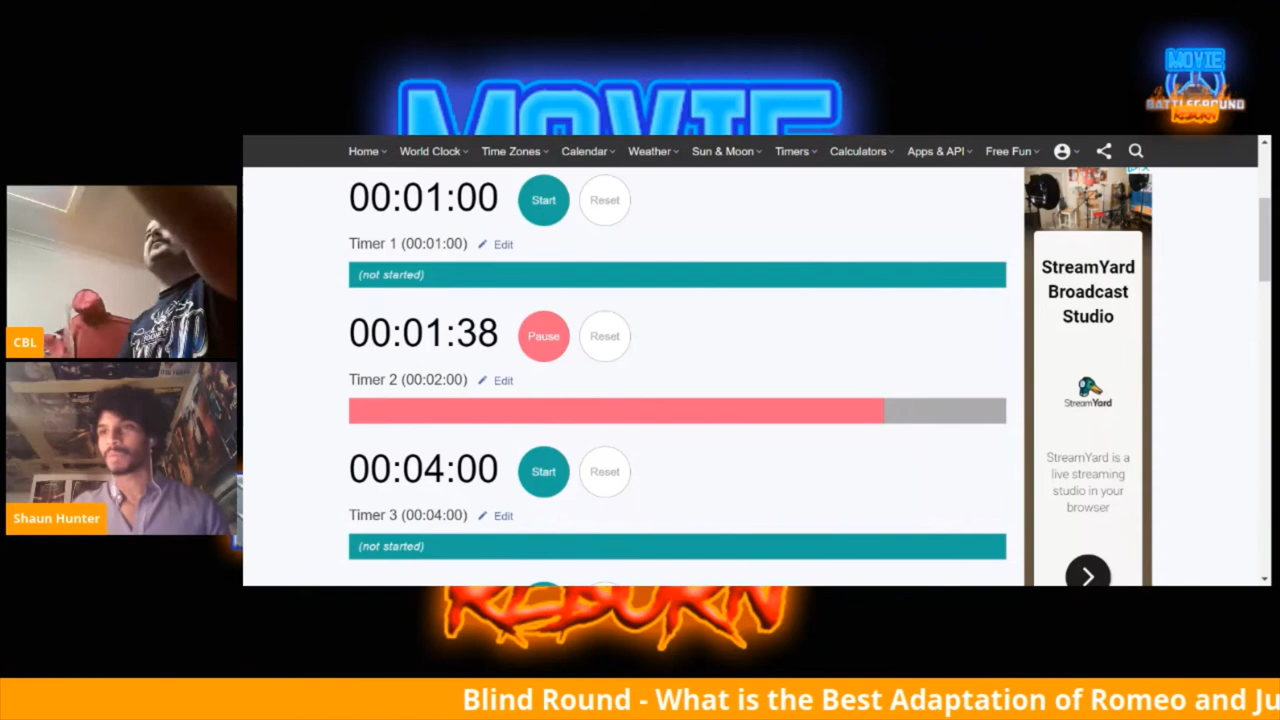 MOVIE
MOVIE
BATTLEGROUND
REBORN
Home World Clock Time Zones Calendar Weather Sun & Moon Timers Calculators Apps & API Free Fun
00:01:00 Start Reset
Timer 1 (00:01:00) Edit
(not started)
00:01:38 Pause Reset
Timer 2 (00:02:00) Edit
00:04:00 Start Reset
Timer 3 (00:04:00) Edit
(not started)
StreamYard
Broadcast
Studio
StreamYard
StreamYard is a
live streaming
studio in your
browser
CBL
Shaun Hunter
REBORN
Blind Round - What is the Best Adaptation of Romeo and Ju